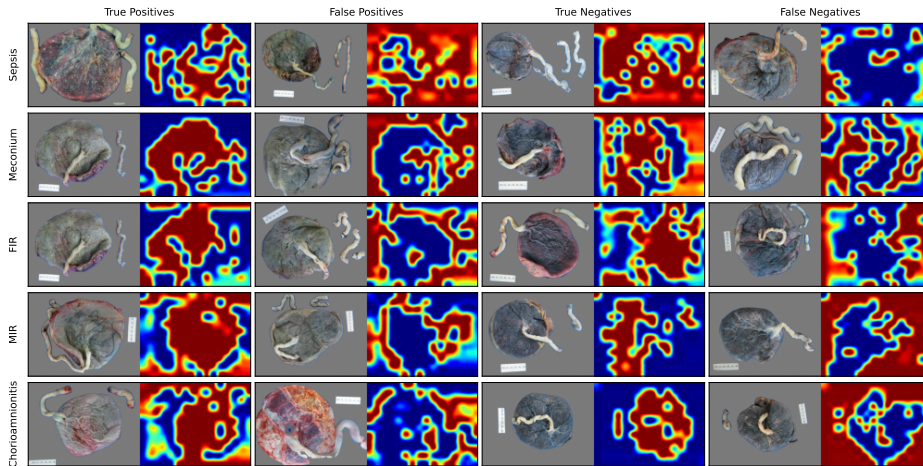 True Positives
False Positives
True Negatives
False Negatives
Sepsis
Meconium
FIR
MIR
Chorioamnionitis